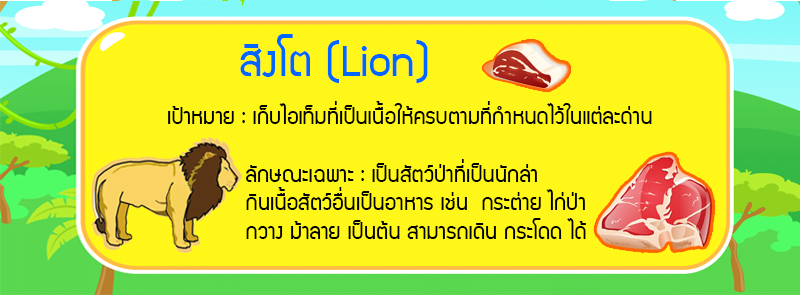 สิงโต (Lion)
เป้าหมาย : เก็บไอเท็มที่เป็นเนื้อให้ครบตามที่กำหนดไว้ในแต่ละด่าน
ลักษณะเฉพาะ : เป็นสัตว์ป่าที่เป็นนักล่า
กินเนื้อสัตว์อื่นเป็นอาหาร เช่น กระต่าย ไก่ป่า
กวาง ม้าลาย เป็นต้น สามารถเดิน กระโดด ได้